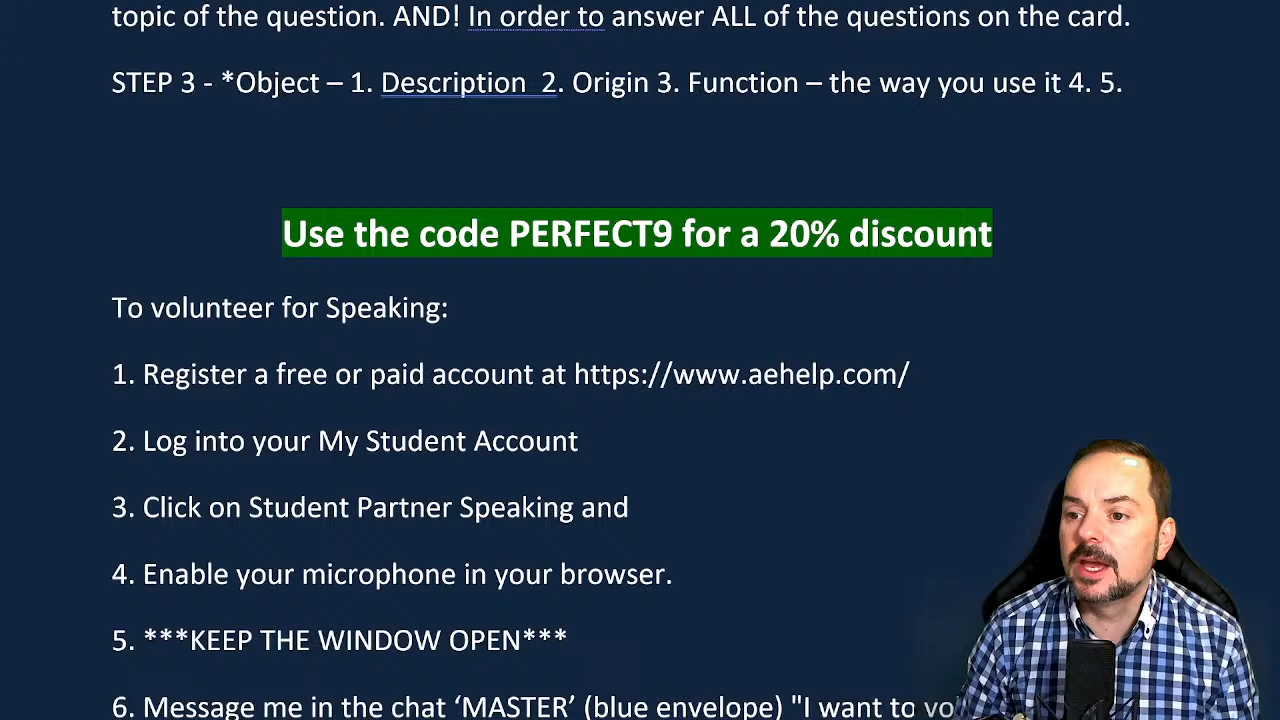 topic of the question. AND! In order to answer ALL of the questions on the card.
STEP 3 - *Object – 1. Description  2. Origin 3. Function – the way you use it 4. 5.
Use the code PERFECT9 for a 20% discount
To volunteer for Speaking:
1. Register a free or paid account at https://www.aehelp.com/
2. Log into your My Student Account
3. Click on Student Partner Speaking and
4. Enable your microphone in your browser.
5. ***KEEP THE WINDOW OPEN***
6. Message me in the chat ‘MASTER’ (blue envelope) "I want to